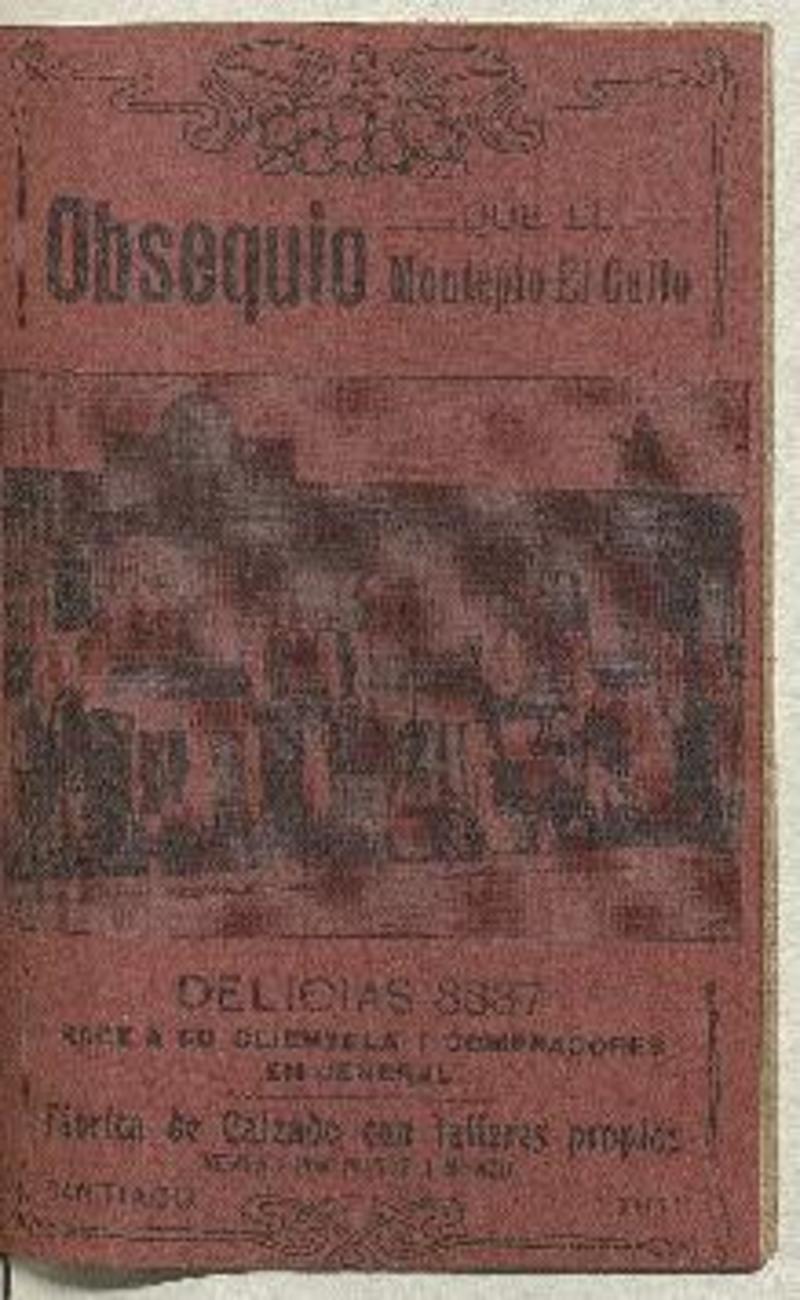 Obsequio QUE EL
Montepío El Gallo
DELICIAS 3337
HACE A SU CLIENTELA I COMPRADORES
EN JENERAL
Fábrica de Calzado con talleres propios
SANTIAGO